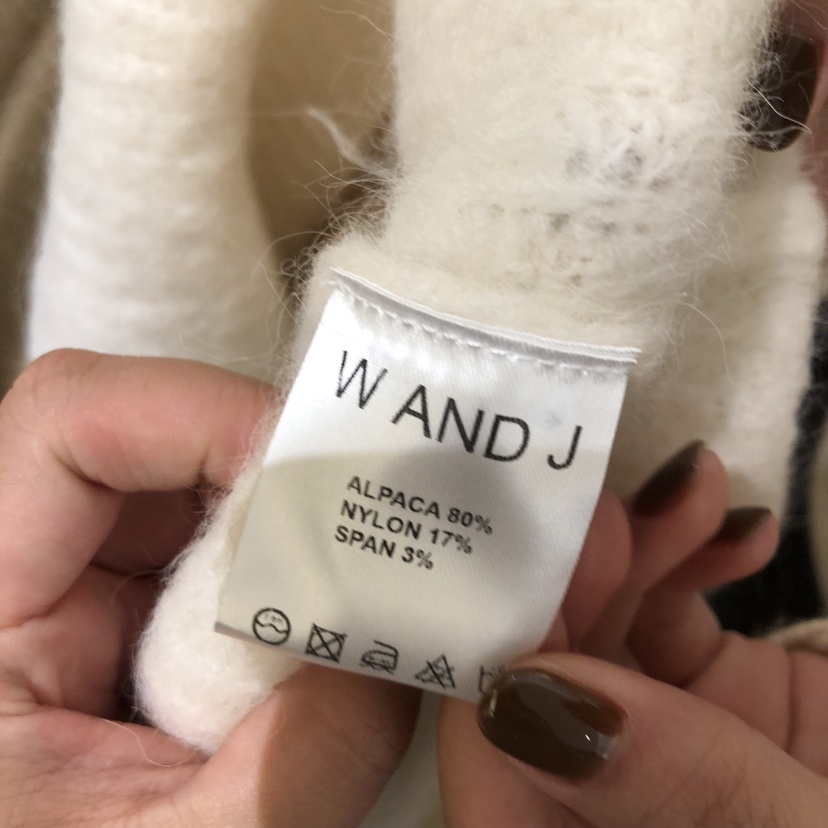 W AND J
ALPACA 80%
NYLON 17%
SPAN 3%